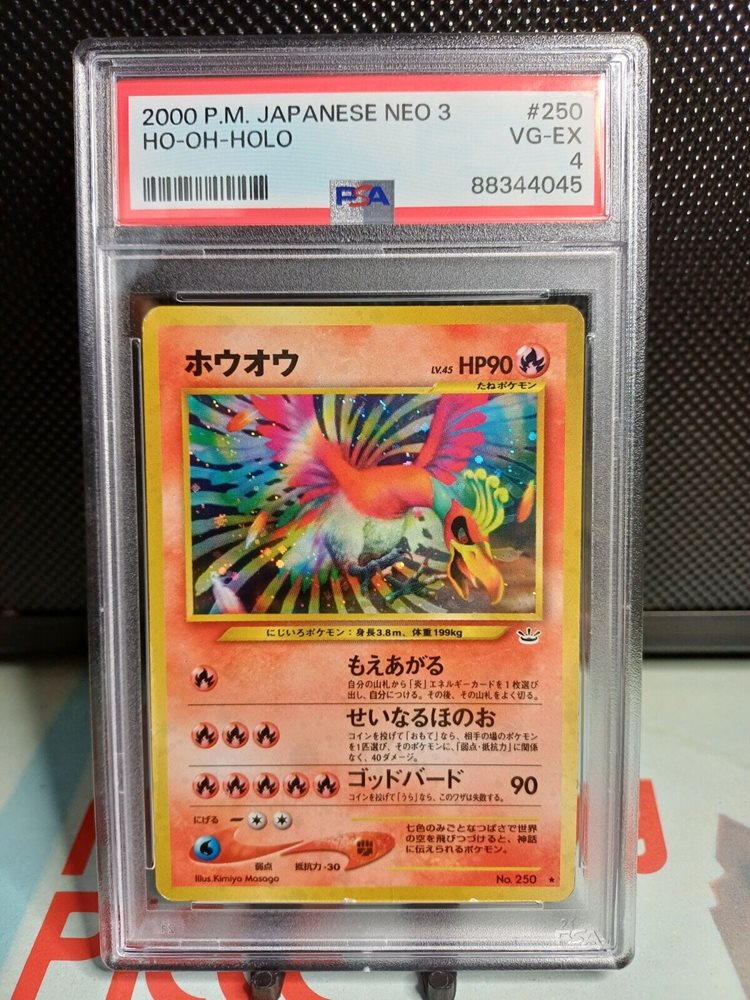 2000 P.M. JAPANESE NEO 3 #250
HO-OH-HOLO VG-EX
4
PSA 88344045
ホウオウ LV.45 HP90
たねポケモン
にじいろポケモン:身長3.8m、体重199kg
もえあがる
自分の山札から「炎」エネルギーカードを1枚選び
出し、自分につける。その後、その山札をよく切る。
せいなるほのお
コインを投げて「おもて」なら、相手の場のポケモン
を1匹選び、そのポケモンに、「弱点・抵抗力」に関係
なく、40ダメージ。
ゴッドバード 90
コインを投げて「うら」なら、このワザは失敗する。
にげる
弱点 抵抗力 -30
七色のみごとなつばさで世界
の空を飛びつづけると、神話
に伝えられるポケモン。
Illus.Kimiya Masago No. 250 ★
PSA